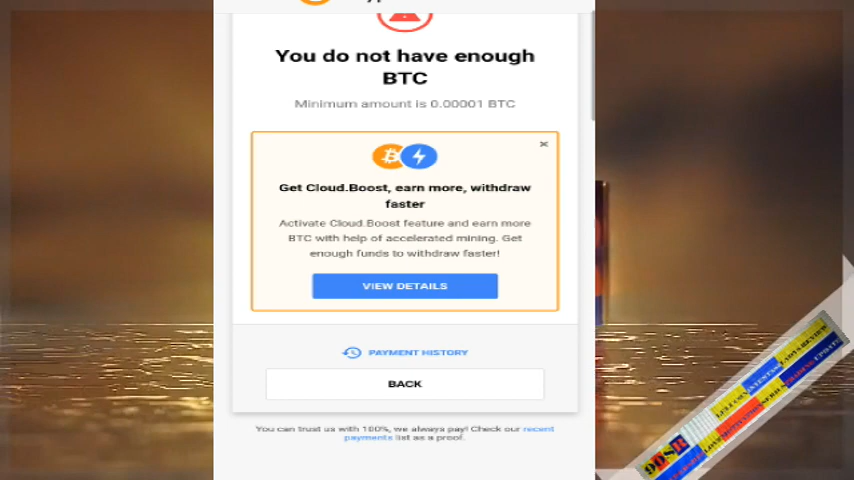 You do not have enough
BTC
Minimum amount is 0.00001 BTC
Get Cloud.Boost, earn more, withdraw
faster
Activate Cloud.Boost feature and earn more
BTC with help of accelerated mining. Get
enough funds to withdraw faster!
VIEW DETAILS
PAYMENT HISTORY
BACK
You can trust us with 100%, we always pay! Check our recent
payments list as a proof.
90SR